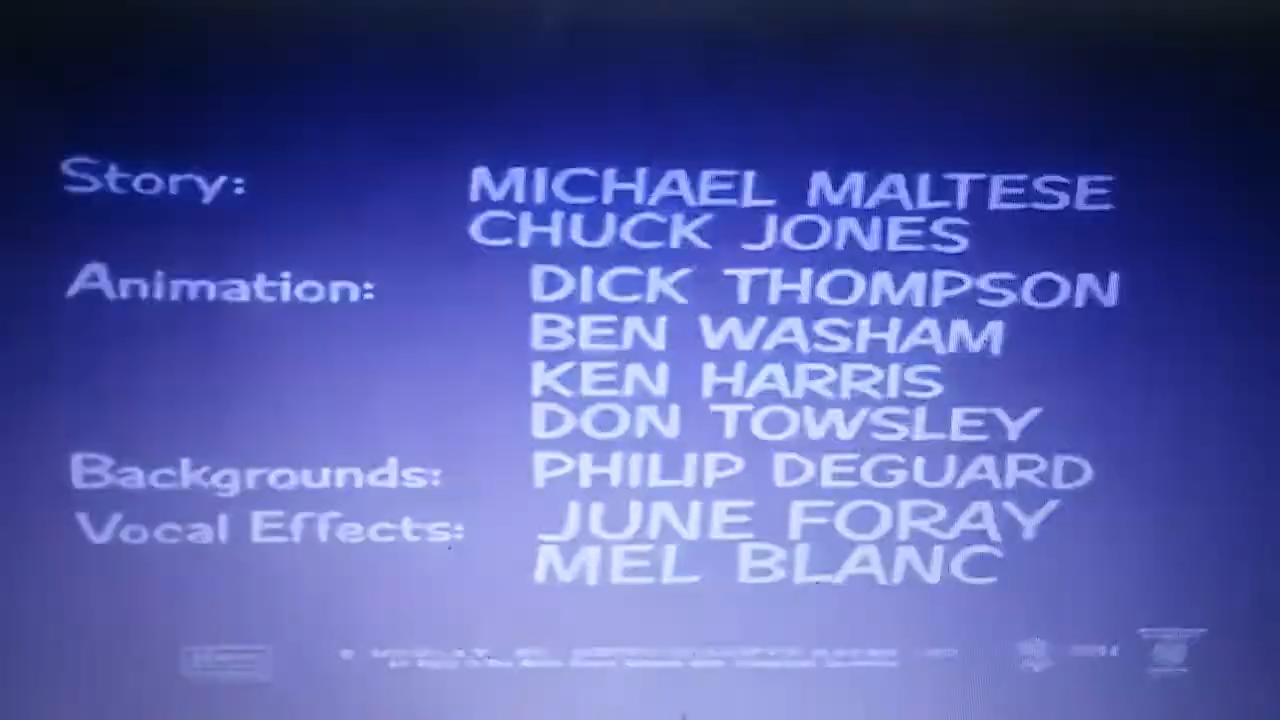 Story: MICHAEL MALTESE
CHUCK JONES
Animation: DICK THOMPSON
BEN WASHAM
KEN HARRIS
DON TOWSLEY
Backgrounds: PHILIP DEGUARD
Vocal Effects: JUNE FORAY
MEL BLANC